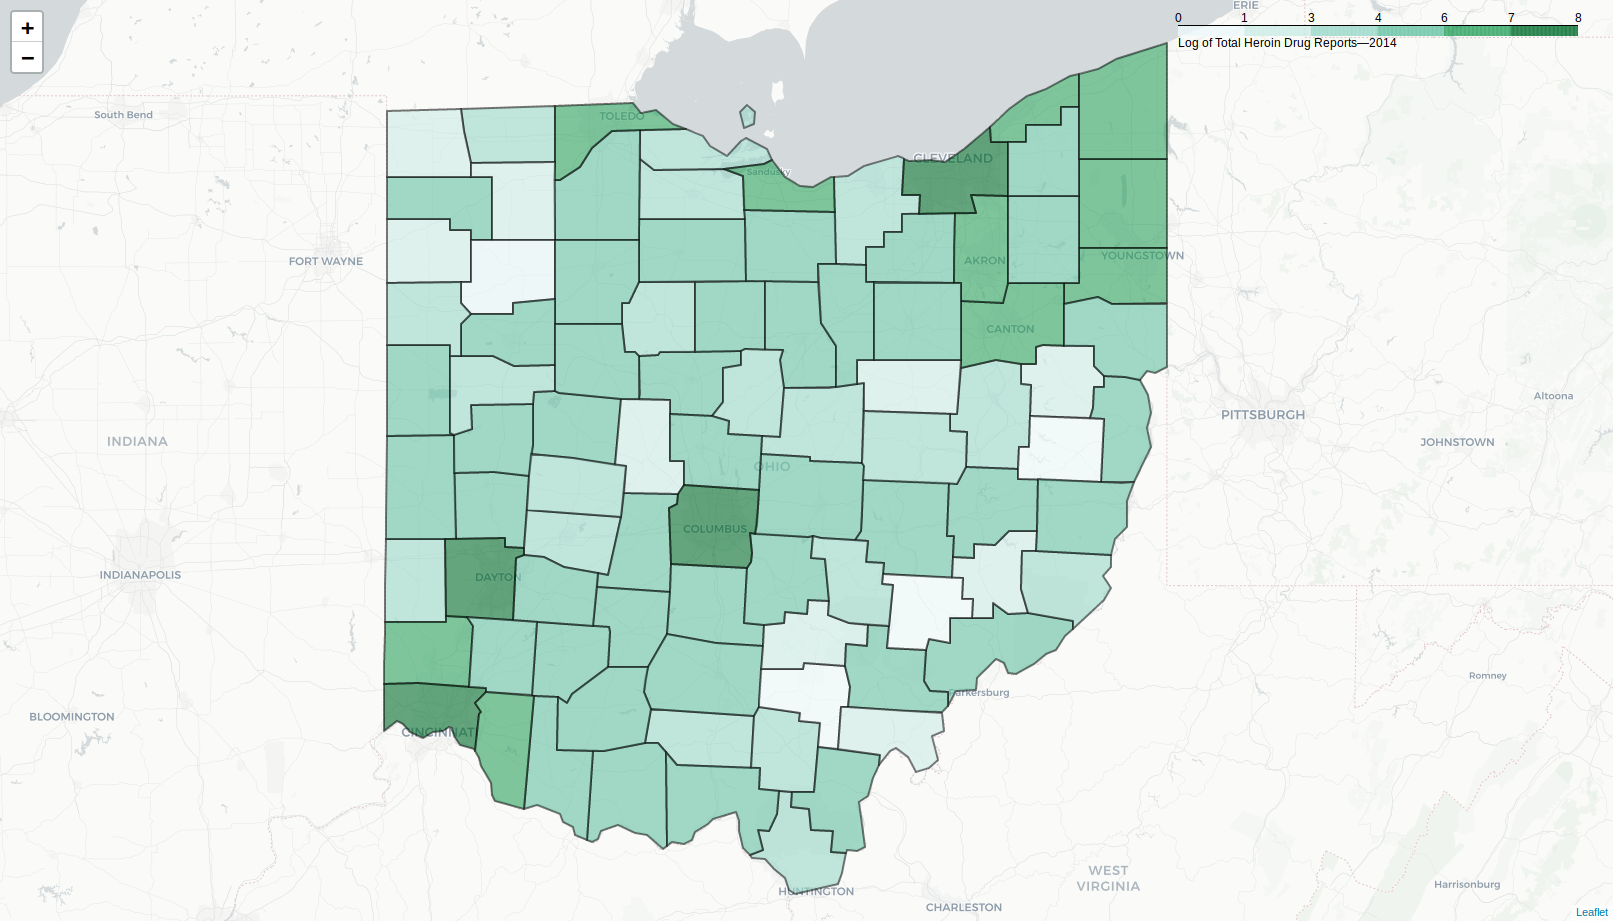 ERIE
+
−
0 1 3 4 6 7 8
Log of Total Heroin Drug Reports—2014
South Bend
TOLEDO
CLEVELAND
Sandusky
FORT WAYNE
AKRON
YOUNGSTOWN
CANTON
Altoona
PITTSBURGH
INDIANA
JOHNSTOWN
OHIO
COLUMBUS
INDIANAPOLIS
DAYTON
Romney
arkersburg
BLOOMINGTON
CINCINNAT
WEST
VIRGINIA
Harrisonburg
HUNTINGTON
CHARLESTON
Leaflet